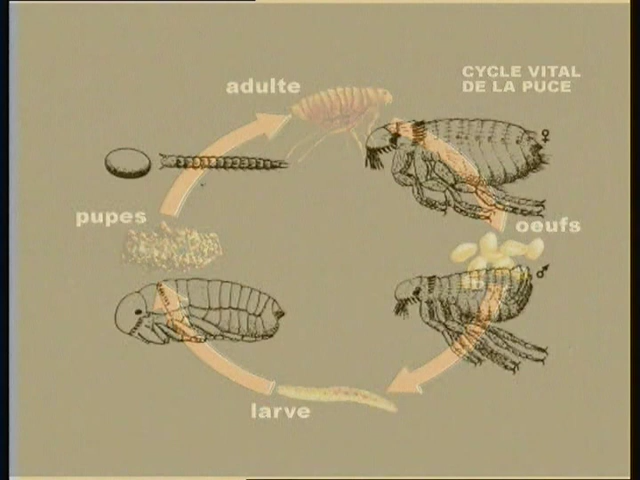 CYCLE VITAL
DE LA PUCE
adulte
pupes
oeufs
larve
♀
♂